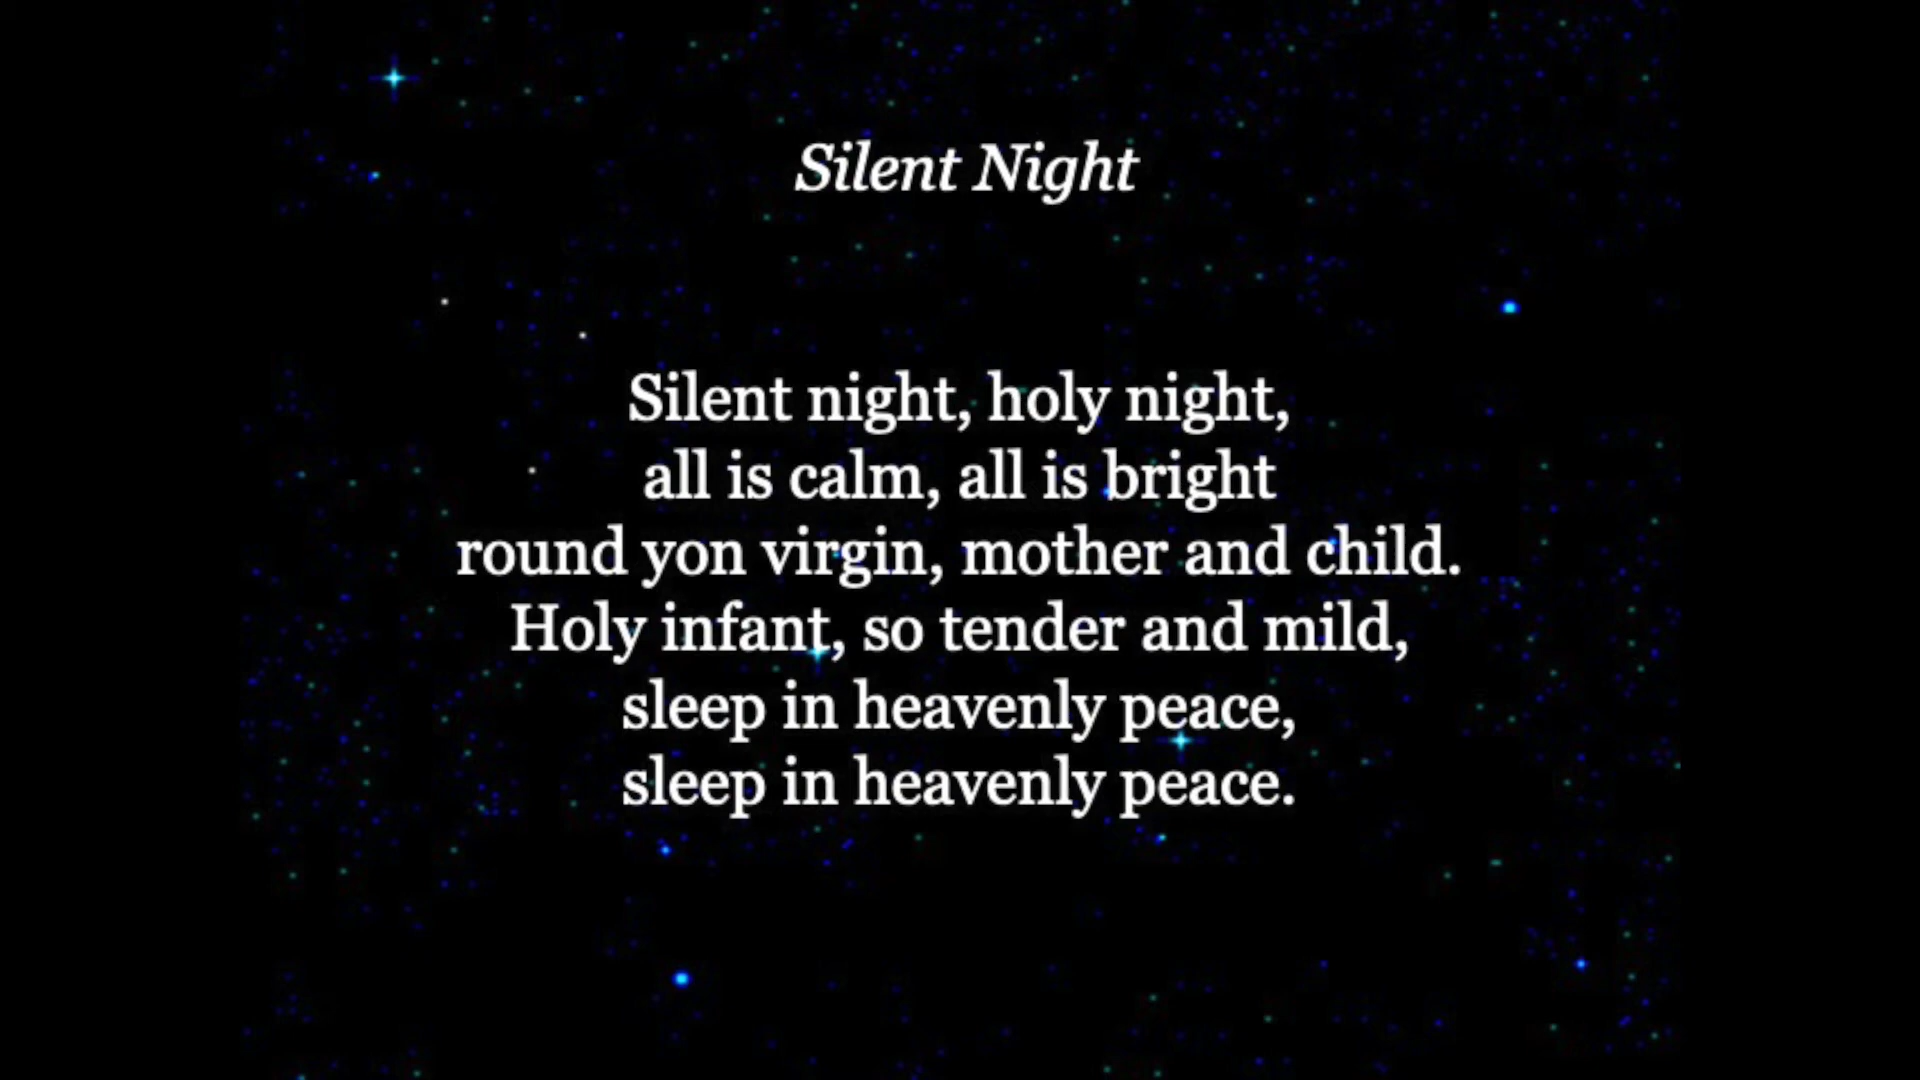 Silent Night
Silent night, holy night,
all is calm, all is bright
round yon virgin, mother and child.
Holy infant, so tender and mild,
sleep in heavenly peace,
sleep in heavenly peace.